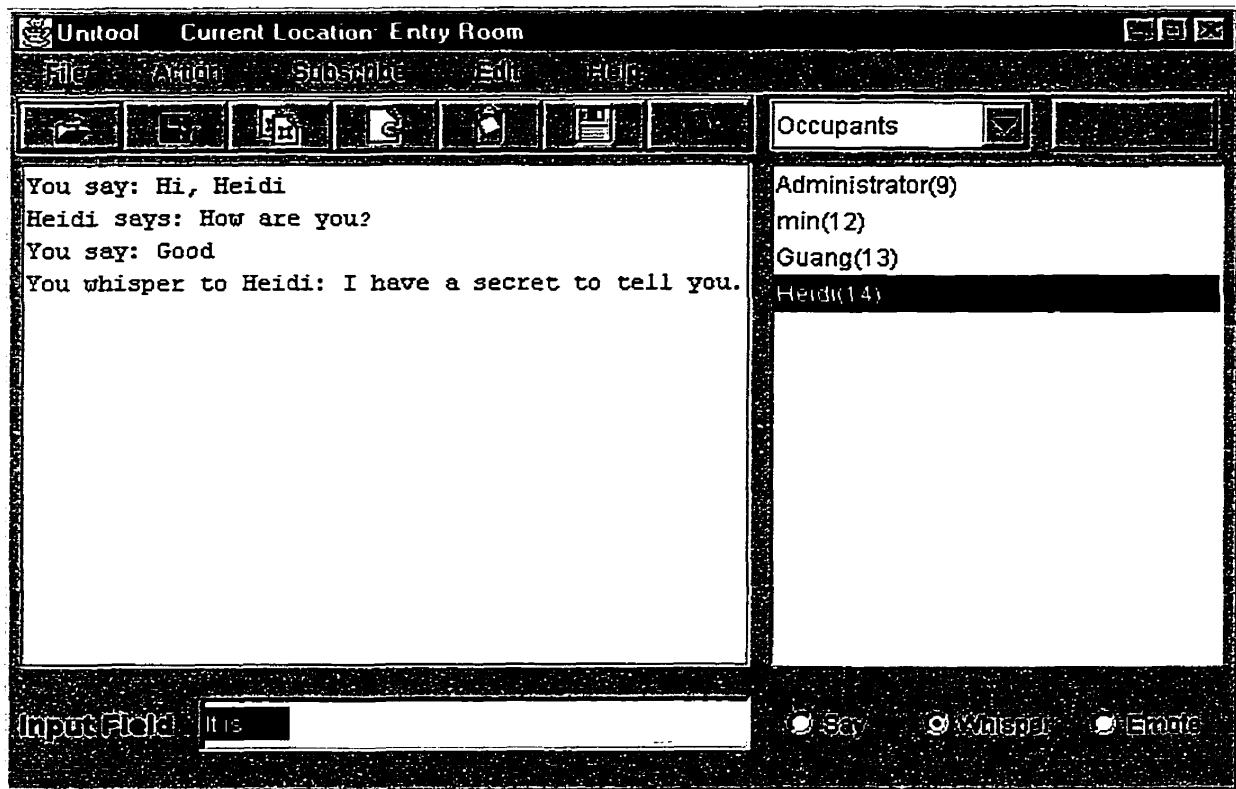 Unitool Current Location: Entry Room
File Action Subscribe Edit Help
Occupants
You say: Hi, Heidi
Heidi says: How are you?
You say: Good
You whisper to Heidi: I have a secret to tell you.
Administrator(9)
min(12)
Guang(13)
Heidi(14)
Input Field It is
Say Whisper Emote